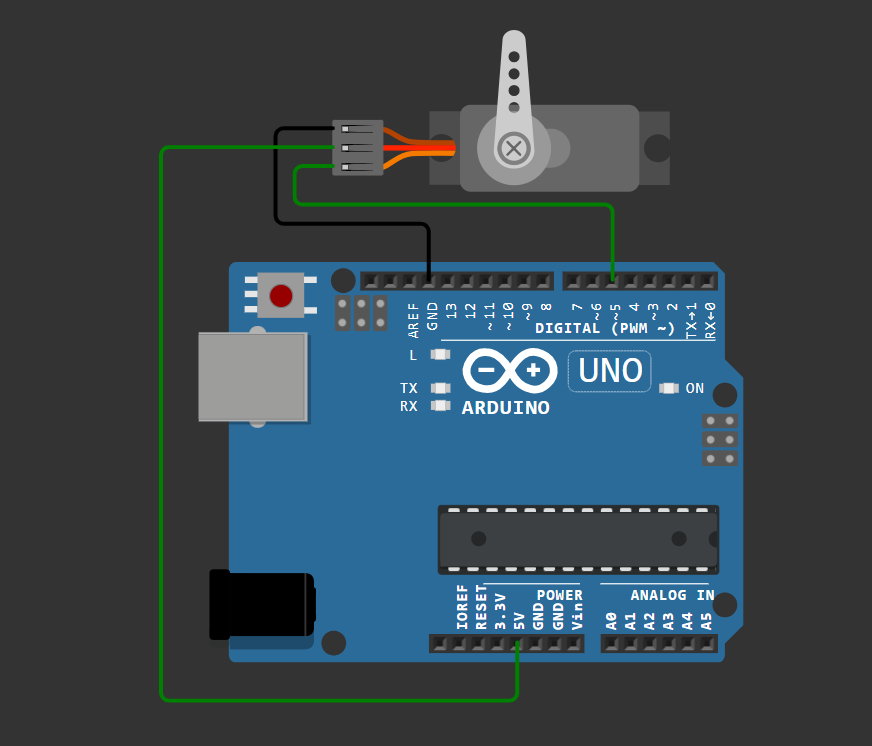 AREF
GND
13
12
~11
~10
~9
8
7
~6
~5
4
~3
2
TX→1
RX←0
DIGITAL (PWM ~)
L
TX
RX
UNO
ON
ARDUINO
POWER
ANALOG IN
IOREF
RESET
3.3V
5V
GND
GND
Vin
A0
A1
A2
A3
A4
A5